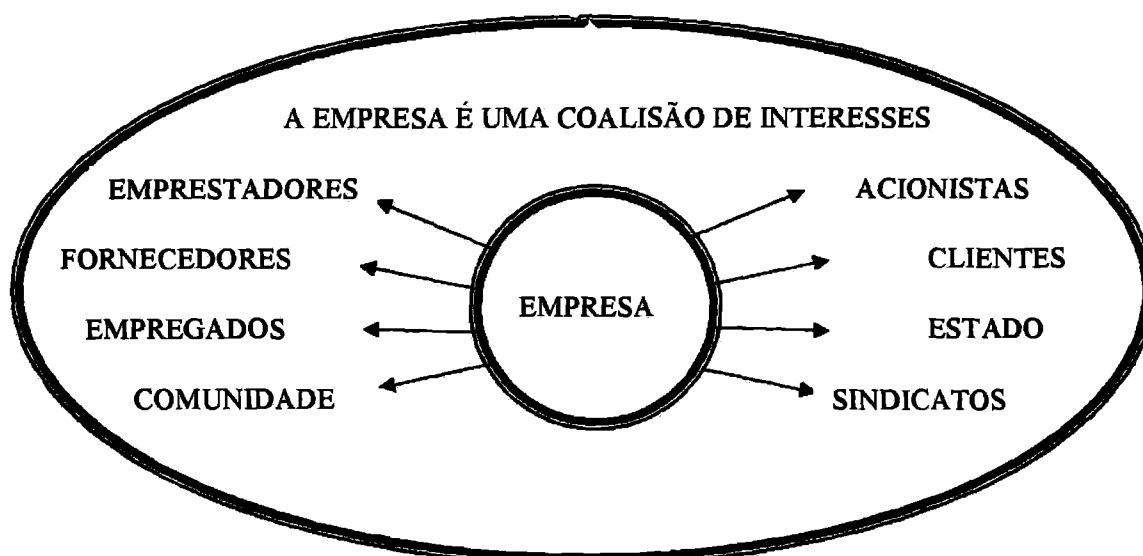 A EMPRESA É UMA COALISÃO DE INTERESSES
EMPRESTADORES
ACIONISTAS
FORNECEDORES
CLIENTES
EMPRESA
EMPREGADOS
ESTADO
COMUNIDADE
SINDICATOS